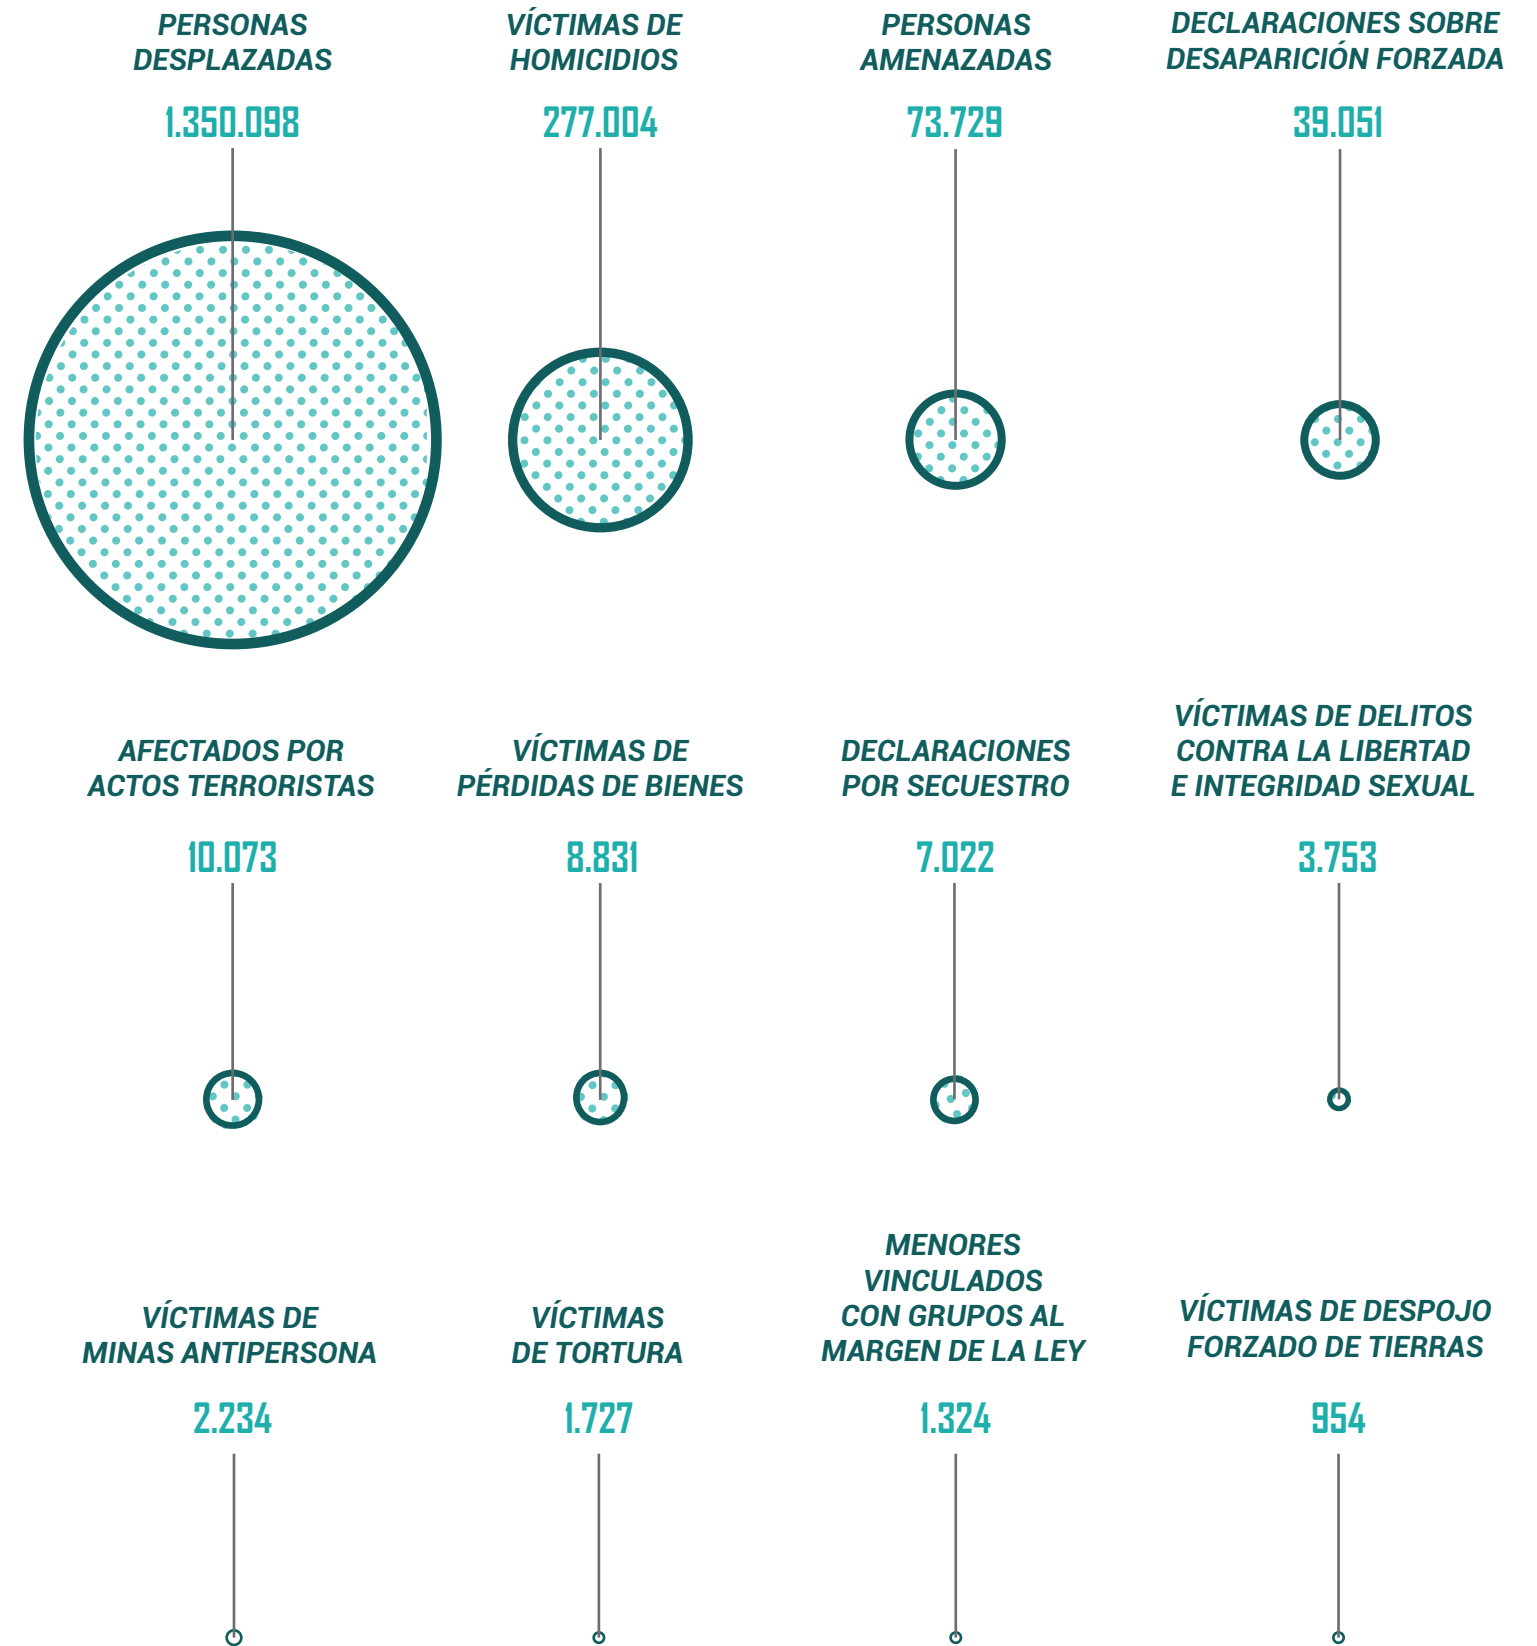 PERSONAS
DESPLAZADAS
1.350.098
VÍCTIMAS DE
HOMICIDIOS
277.004
PERSONAS
AMENAZADAS
73.729
DECLARACIONES SOBRE
DESAPARICIÓN FORZADA
39.051
AFECTADOS POR
ACTOS TERRORISTAS
10.073
VÍCTIMAS DE
PÉRDIDAS DE BIENES
8.831
DECLARACIONES
POR SECUESTRO
7.022
VÍCTIMAS DE DELITOS
CONTRA LA LIBERTAD
E INTEGRIDAD SEXUAL
3.753
VÍCTIMAS DE
MINAS ANTIPERSONA
2.234
VÍCTIMAS
DE TORTURA
1.727
MENORES
VINCULADOS
CON GRUPOS AL
MARGEN DE LA LEY
1.324
VÍCTIMAS DE DESPOJO
FORZADO DE TIERRAS
954